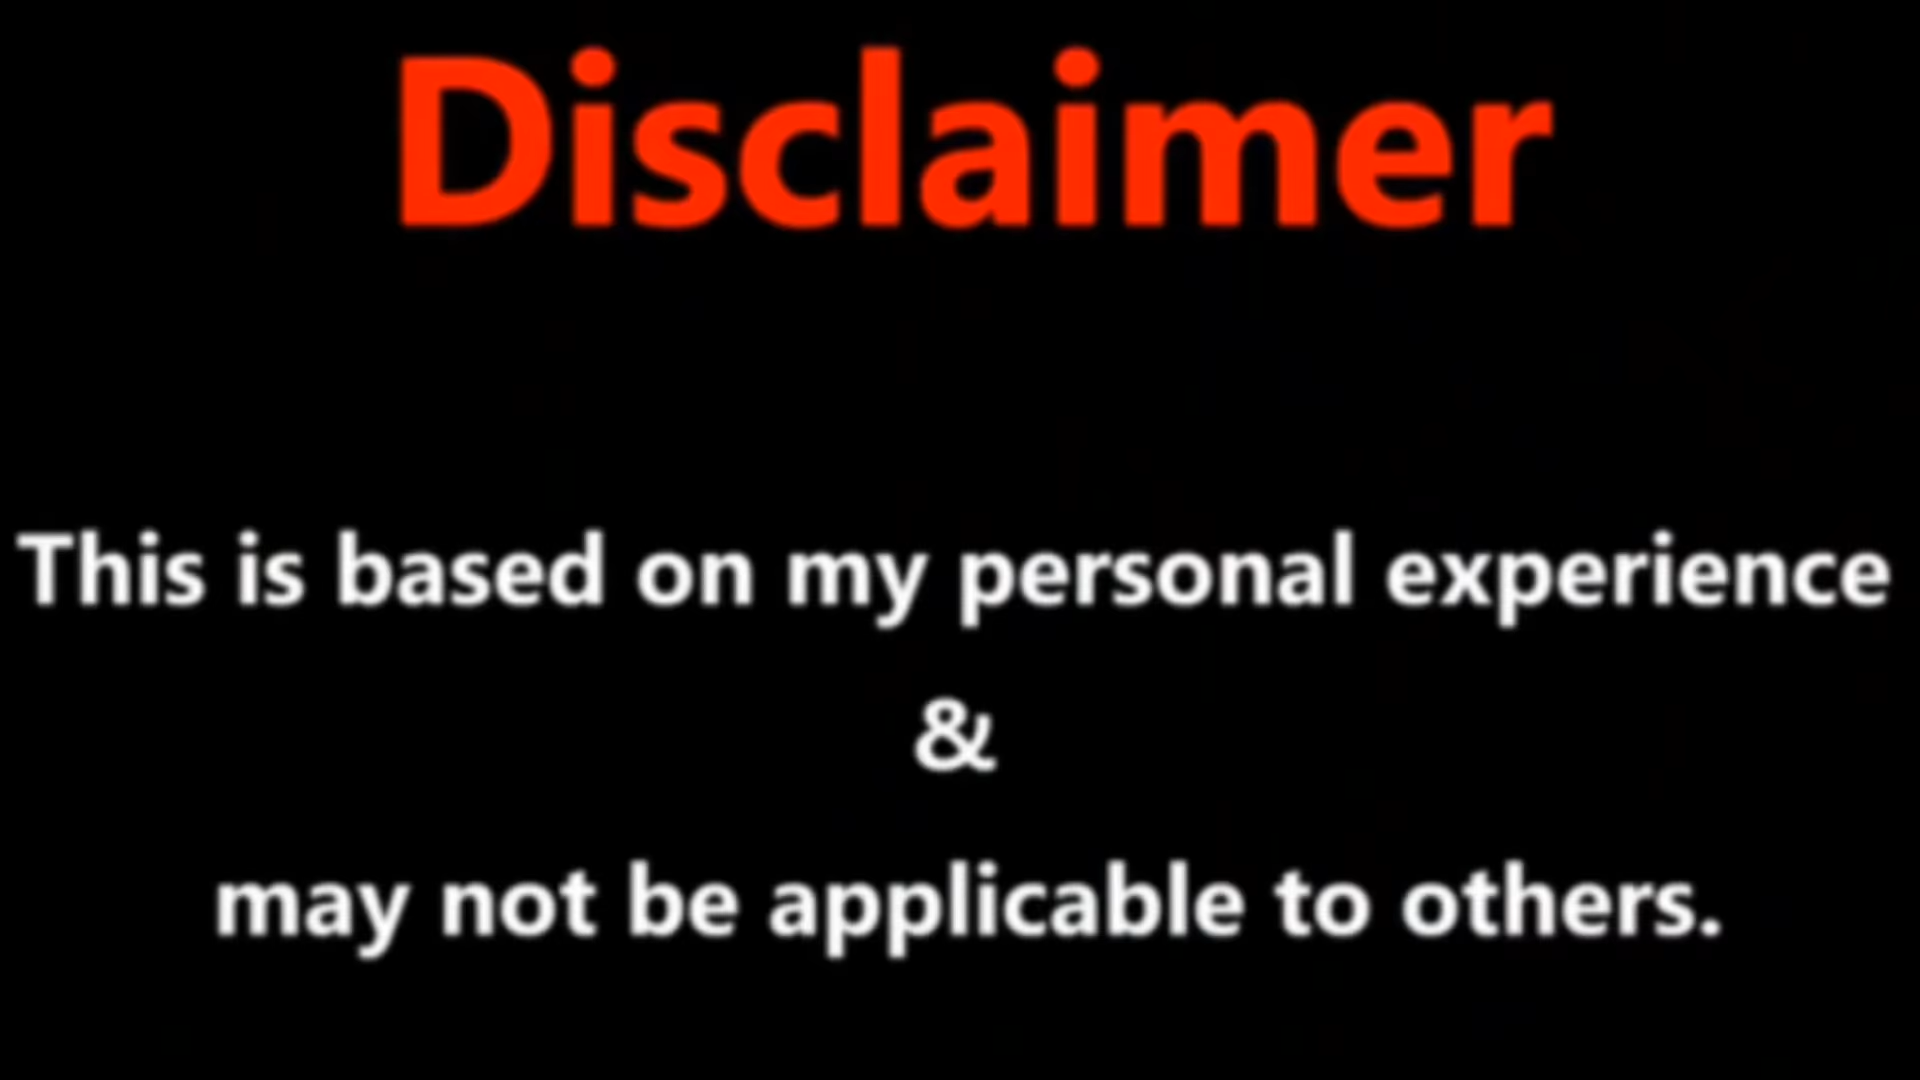 Disclaimer
This is based on my personal experience
&
may not be applicable to others.